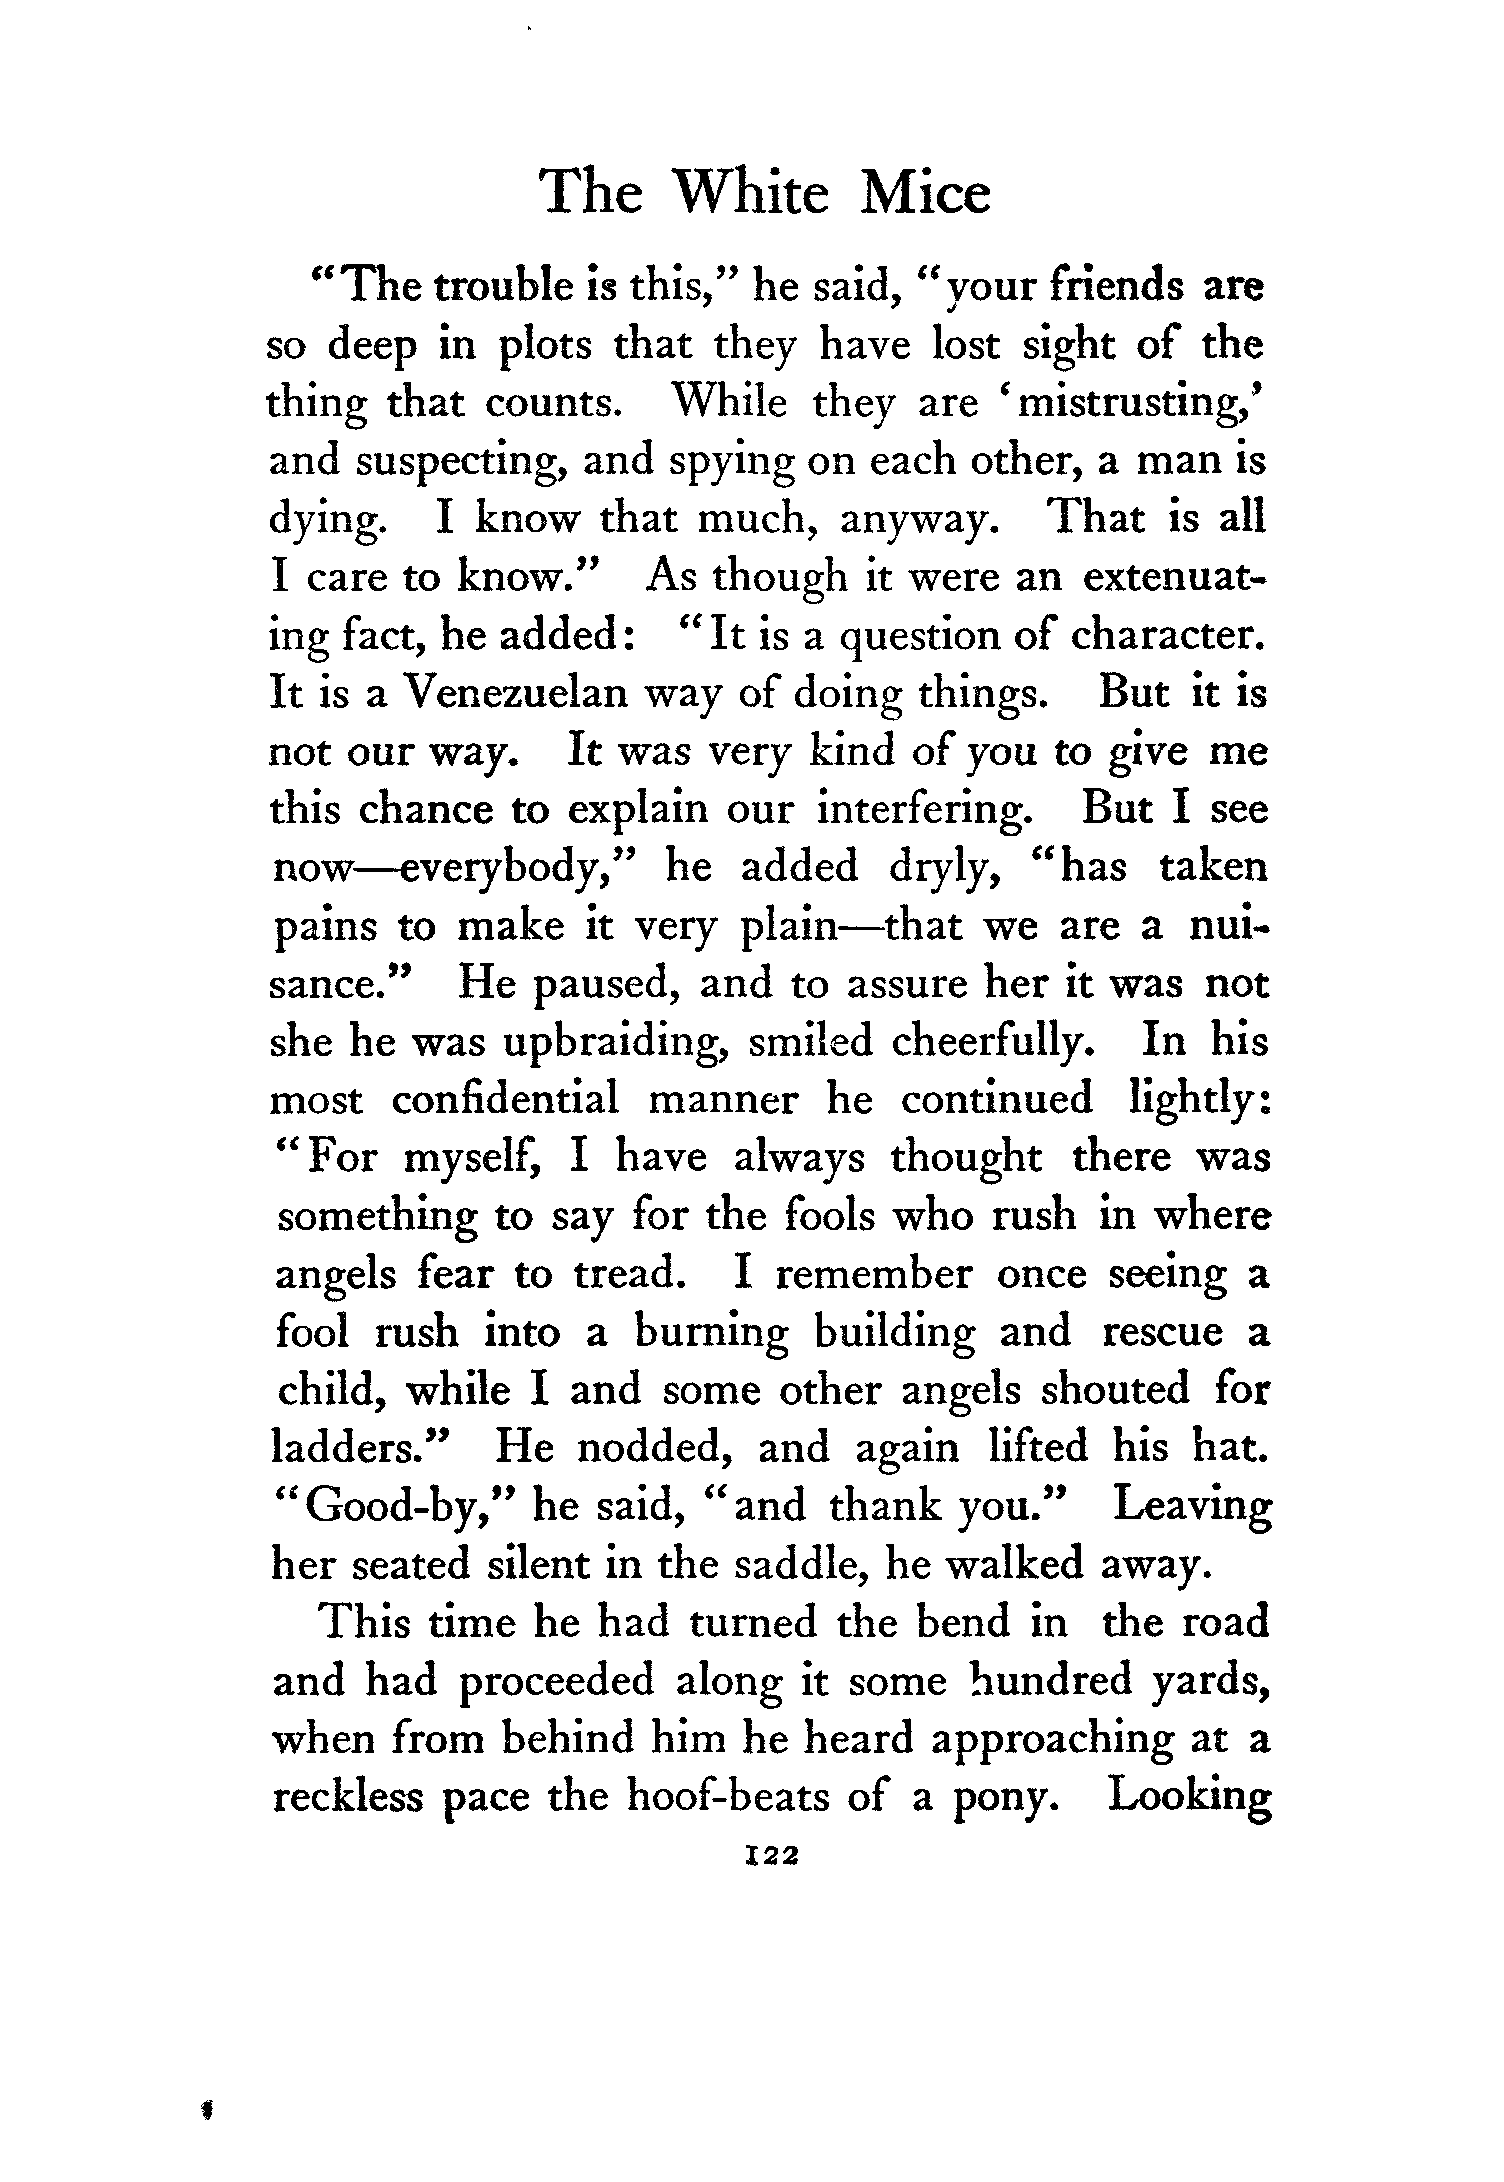 The White Mice
“The trouble is this,” he said, “your friends are
so deep in plots that they have lost sight of the
thing that counts. While they are ‘mistrusting,’
and suspecting, and spying on each other, a man is
dying. I know that much, anyway. That is all
I care to know.” As though it were an extenuat-
ing fact, he added: “It is a question of character.
It is a Venezuelan way of doing things. But it is
not our way. It was very kind of you to give me
this chance to explain our interfering. But I see
now—everybody,” he added dryly, “has taken
pains to make it very plain—that we are a nui-
sance.” He paused, and to assure her it was not
she he was upbraiding, smiled cheerfully. In his
most confidential manner he continued lightly:
“For myself, I have always thought there was
something to say for the fools who rush in where
angels fear to tread. I remember once seeing a
fool rush into a burning building and rescue a
child, while I and some other angels shouted for
ladders.” He nodded, and again lifted his hat.
“Good-by,” he said, “and thank you.” Leaving
her seated silent in the saddle, he walked away.
This time he had turned the bend in the road
and had proceeded along it some hundred yards,
when from behind him he heard approaching at a
reckless pace the hoof-beats of a pony. Looking
122